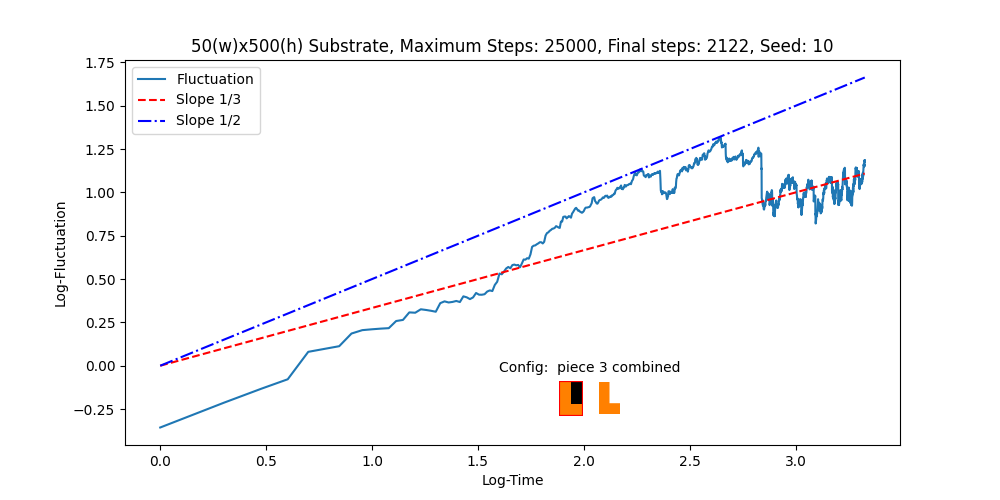 50(w)x500(h) Substrate, Maximum Steps: 25000, Final steps: 2122, Seed: 10
1.75
1.50
1.25
1.00
0.75
0.50
0.25
0.00
−0.25
Log-Fluctuation
Fluctuation
Slope 1/3
Slope 1/2
Config: piece 3 combined
0.0 0.5 1.0 1.5 2.0 2.5 3.0
Log-Time